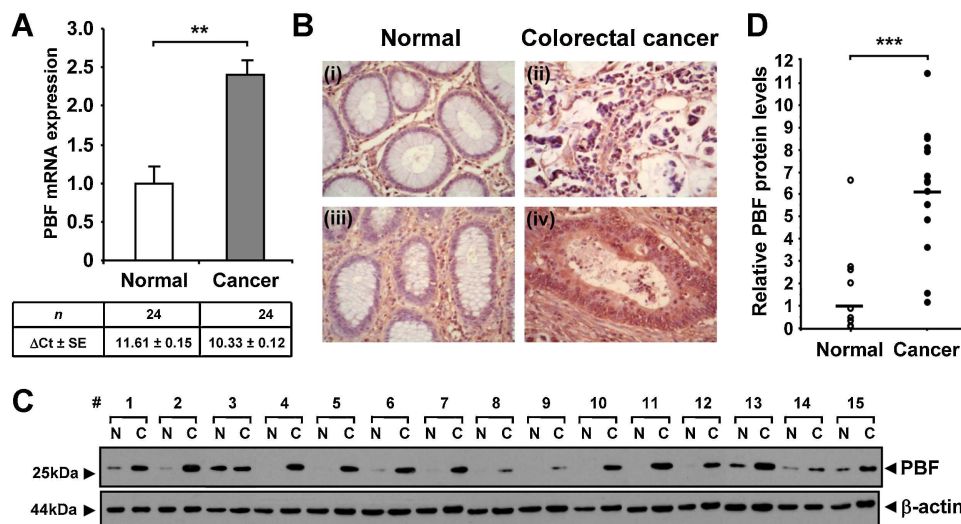 A
PBF mRNA expression
3.0
2.5
2.0
1.5
1.0
0.5
0
**
Normal Cancer
n 24 24
ΔCt ± SE 11.61 ± 0.15 10.33 ± 0.12
B
Normal Colorectal cancer
(i) (ii)
(iii) (iv)
D
Relative PBF protein levels
***
12
10
9
8
7
6
5
4
3
2
1
0
Normal Cancer
C
# 1 2 3 4 5 6 7 8 9 10 11 12 13 14 15
N C N C N C N C N C N C N C N C N C N C N C N C N C N C N C
25kDa PBF
44kDa β-actin